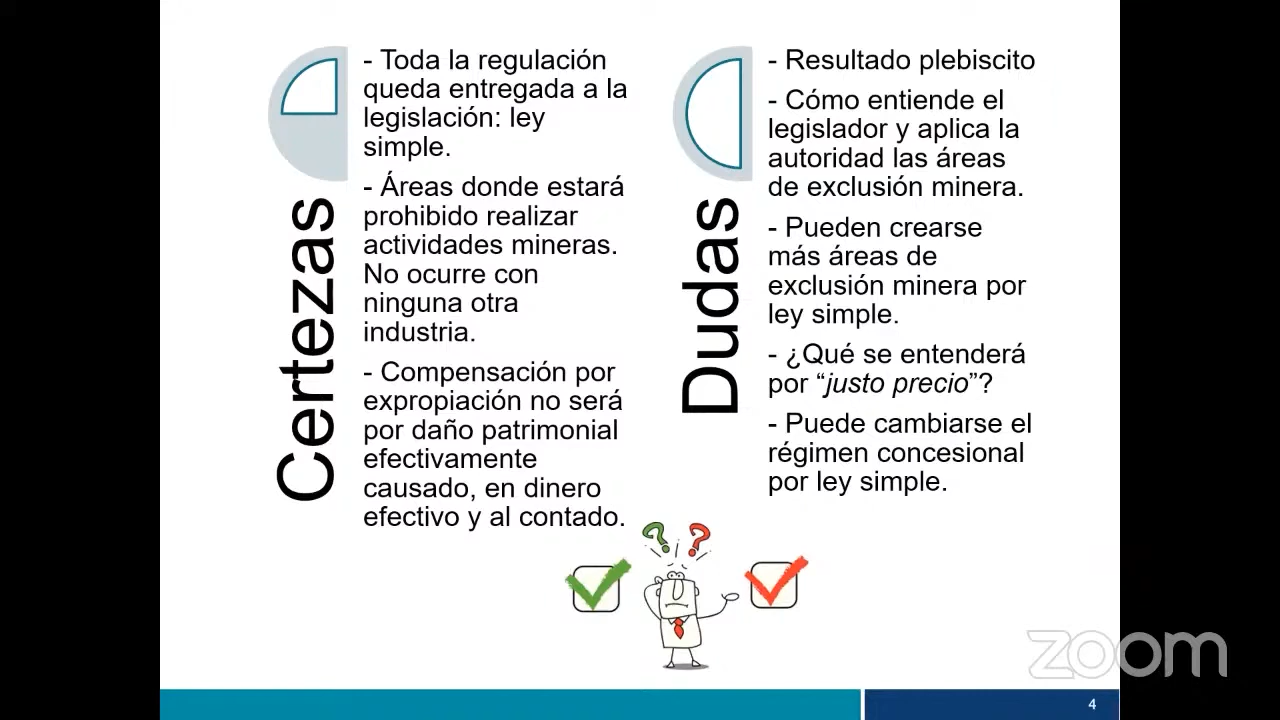 Certezas
- Toda la regulación
queda entregada a la
legislación: ley
simple.
- Áreas donde estará
prohibido realizar
actividades mineras.
No ocurre con
ninguna otra
industria.
- Compensación por
expropiación no será
por daño patrimonial
efectivamente
causado, en dinero
efectivo y al contado.
Dudas
- Resultado plebiscito
- Cómo entiende el
legislador y aplica la
autoridad las áreas
de exclusión minera.
- Pueden crearse
más áreas de
exclusión minera por
ley simple.
- ¿Qué se entenderá
por “justo precio”?
- Puede cambiarse el
régimen concesional
por ley simple.
? ?
zoom
4